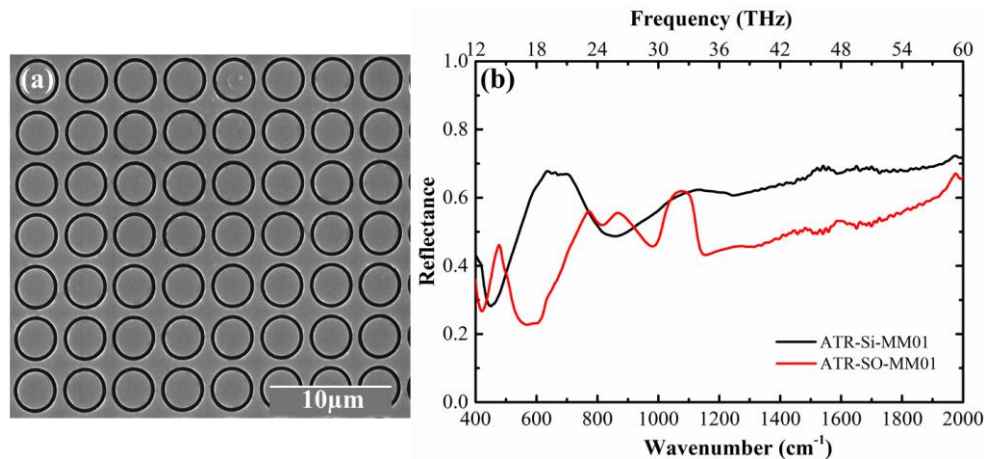 (a)
10μm
Frequency (THz)
12 18 24 30 36 42 48 54 60
(b)
1.0
0.8
0.6
0.4
0.2
0.0
Reflectance
ATR-Si-MM01
ATR-SO-MM01
400 600 800 1000 1200 1400 1600 1800 2000
Wavenumber (cm⁻¹)